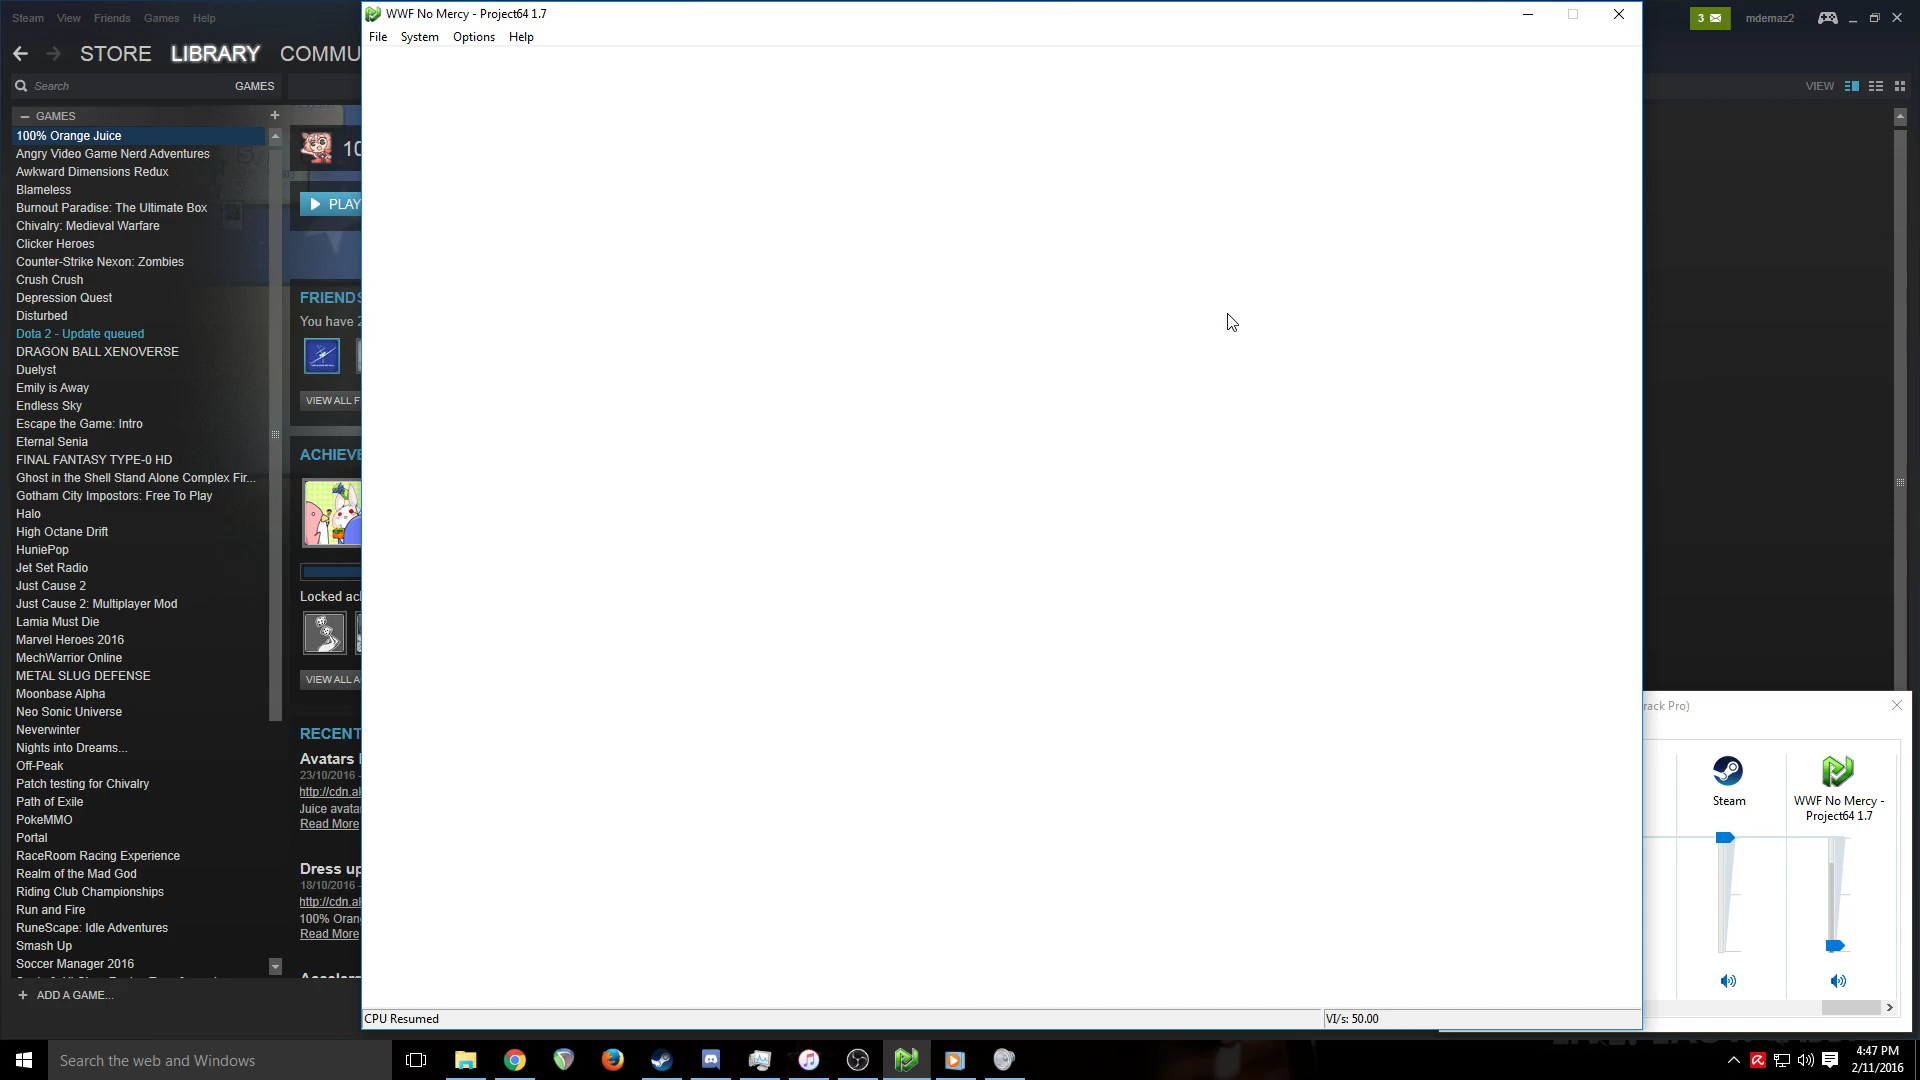 Steam View Friends Games Help
WWF No Mercy - Project64 1.7
3
mdemaz2
File System Options Help
STORE LIBRARY COMMU
Search
GAMES
VIEW
GAMES
100% Orange Juice
Angry Video Game Nerd Adventures
Awkward Dimensions Redux
Blameless
Burnout Paradise: The Ultimate Box
Chivalry: Medieval Warfare
Clicker Heroes
Counter-Strike Nexon: Zombies
Crush Crush
Depression Quest
Disturbed
Dota 2 - Update queued
DRAGON BALL XENOVERSE
Duelyst
Emily is Away
Endless Sky
Escape the Game: Intro
Eternal Senia
FINAL FANTASY TYPE-0 HD
Ghost in the Shell Stand Alone Complex Fir...
Gotham City Impostors: Free To Play
Halo
High Octane Drift
HuniePop
Jet Set Radio
Just Cause 2
Just Cause 2: Multiplayer Mod
Lamia Must Die
Marvel Heroes 2016
MechWarrior Online
METAL SLUG DEFENSE
Moonbase Alpha
Neo Sonic Universe
Neverwinter
Nights into Dreams...
Off-Peak
Patch testing for Chivalry
Path of Exile
PokeMMO
Portal
RaceRoom Racing Experience
Realm of the Mad God
Riding Club Championships
Run and Fire
RuneScape: Idle Adventures
Smash Up
Soccer Manager 2016
ADD A GAME...
10
PLAY
FRIENDS
You have 2
VIEW ALL F
ACHIEVE
Locked ac
VIEW ALL A
RECENT
Avatars
23/10/2016 -
http://cdn.a
Juice avata
Read More
Dress up
18/10/2016 -
http://cdn.a
100% Oran
Read More
CPU Resumed
VI/s: 50.00
rack Pro)
Steam
WWF No Mercy -
Project64 1.7
Search the web and Windows
4:47 PM
2/11/2016